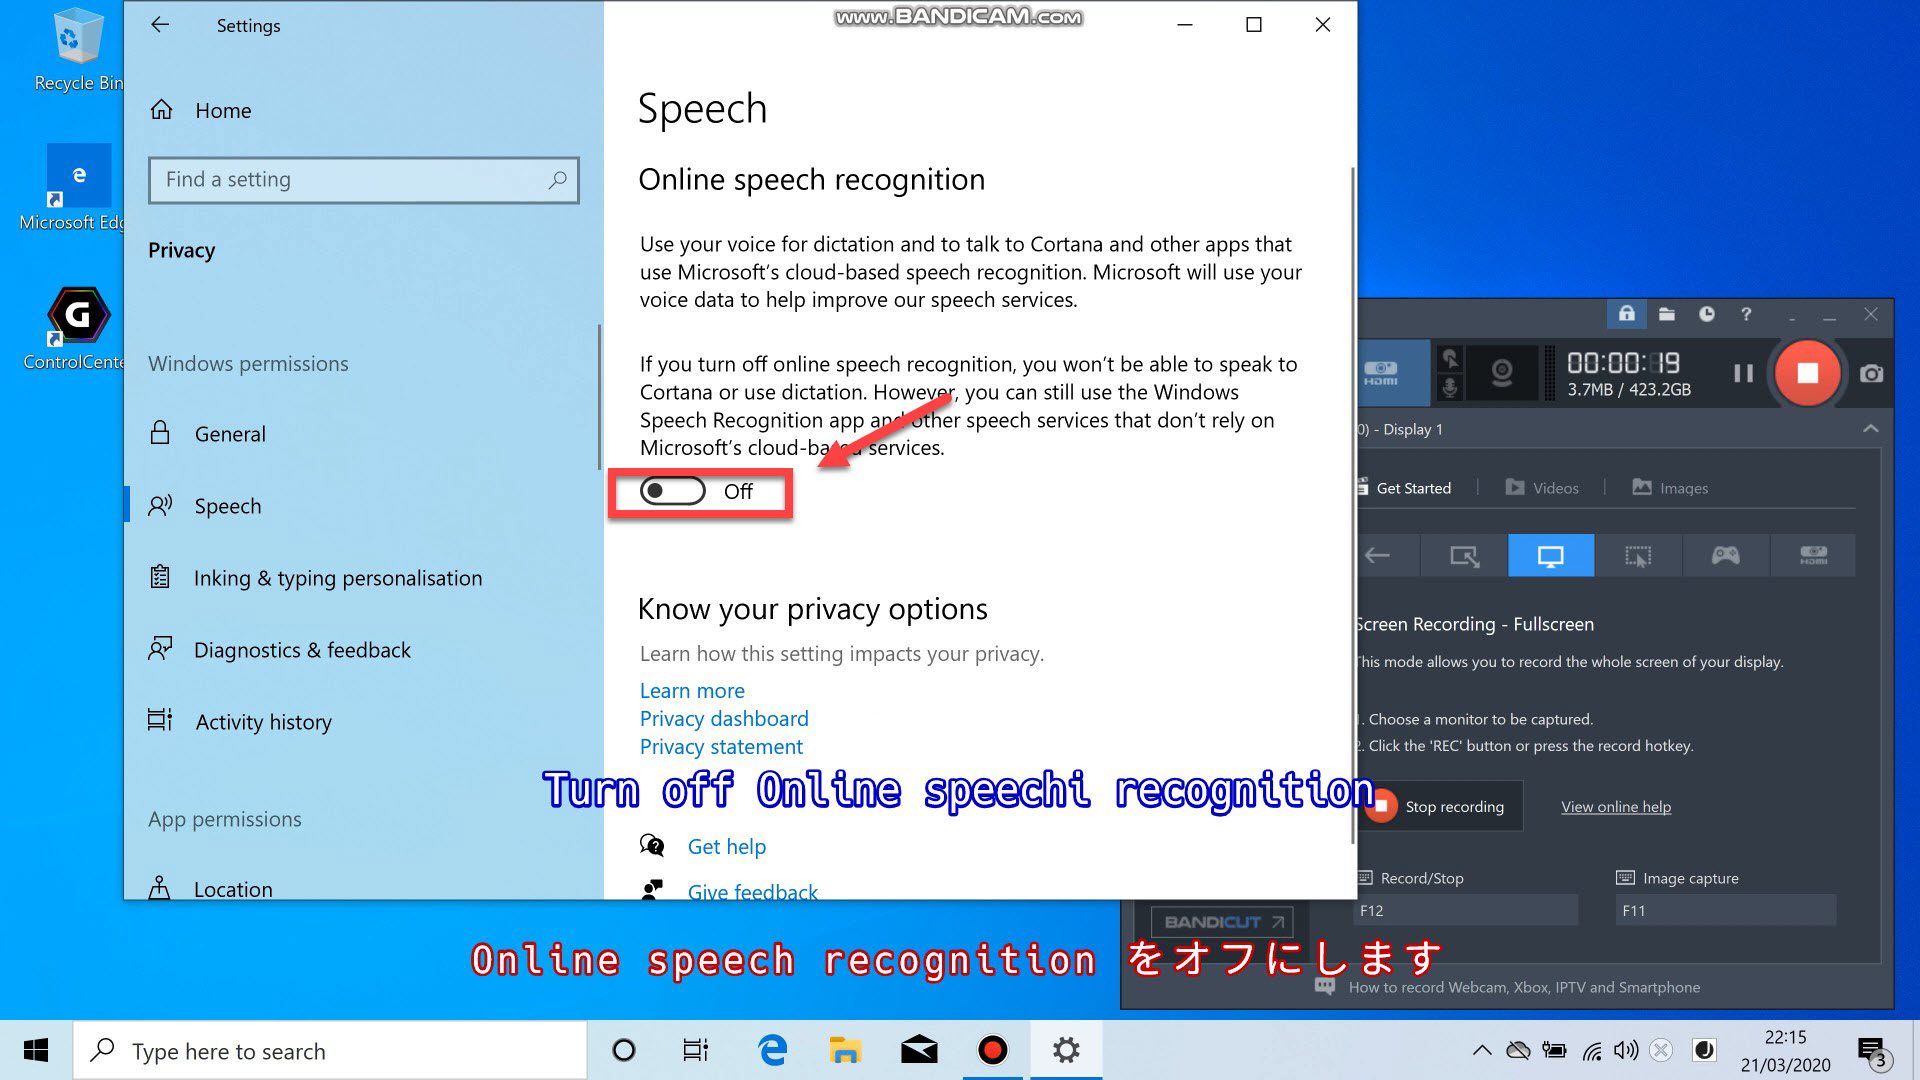 Recycle Bin
Microsoft Edg
ControlCente
Settings
www.BANDICAM.com
Home
Find a setting
Privacy
Windows permissions
General
Speech
Inking & typing personalisation
Diagnostics & feedback
Activity history
App permissions
Location
Speech
Online speech recognition
Use your voice for dictation and to talk to Cortana and other apps that
use Microsoft's cloud-based speech recognition. Microsoft will use your
voice data to help improve our speech services.
If you turn off online speech recognition, you won't be able to speak to
Cortana or use dictation. However, you can still use the Windows
Speech Recognition app and other speech services that don't rely on
Microsoft's cloud-based services.
Off
Know your privacy options
Learn how this setting impacts your privacy.
Learn more
Privacy dashboard
Privacy statement
Turn off Online speechi recognition
Get help
Give feedback
HDMI
00:00:19
3.7MB / 423.2GB
0) - Display 1
Get Started
Videos
Images
HDMI
Screen Recording - Fullscreen
This mode allows you to record the whole screen of your display.
1. Choose a monitor to be captured.
2. Click the 'REC' button or press the record hotkey.
Stop recording
View online help
Record/Stop
Image capture
F12
F11
BANDICUT
Online speech recognition をオフにします
How to record Webcam, Xbox, IPTV and Smartphone
Type here to search
22:15
21/03/2020
3